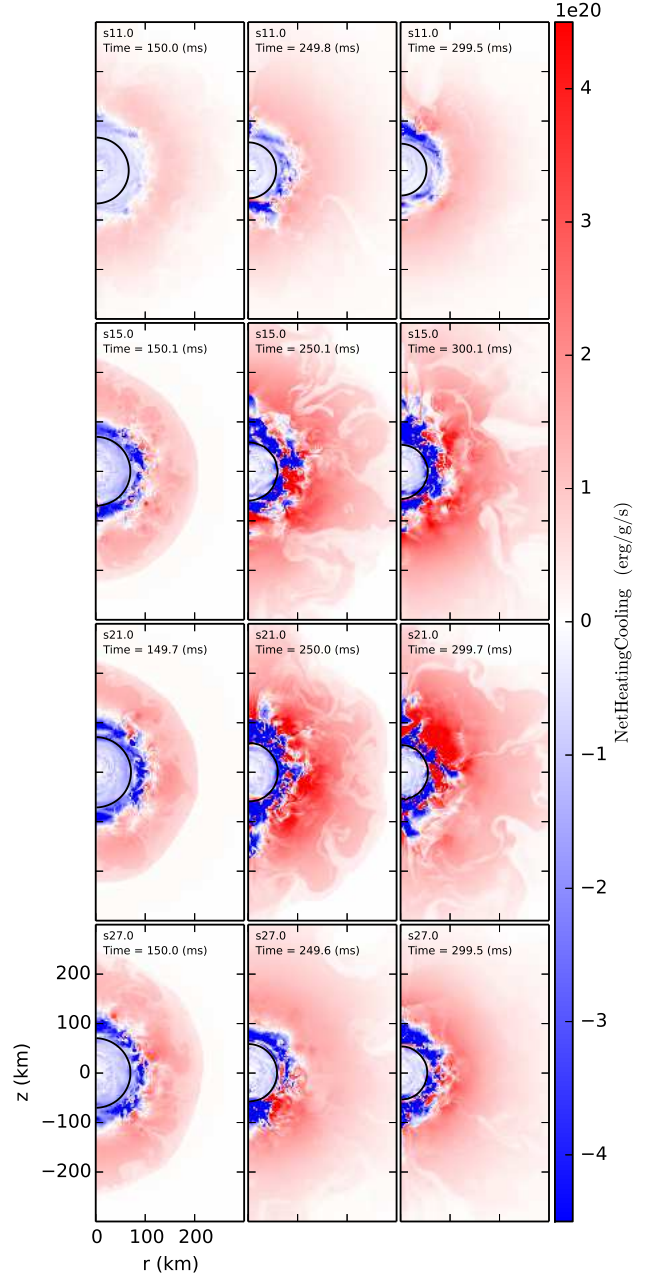 1e20
s11.0
Time = 150.0 (ms)
s11.0
Time = 249.8 (ms)
s11.0
Time = 299.5 (ms)
s15.0
Time = 150.1 (ms)
s15.0
Time = 250.1 (ms)
s15.0
Time = 300.1 (ms)
s21.0
Time = 149.7 (ms)
s21.0
Time = 250.0 (ms)
s21.0
Time = 299.7 (ms)
s27.0
Time = 150.0 (ms)
s27.0
Time = 249.6 (ms)
s27.0
Time = 299.5 (ms)
200
100
0
−100
−200
z (km)
0 100 200
r (km)
4
3
2
1
0
−1
−2
−3
−4
NetHeatingCooling (erg/g/s)